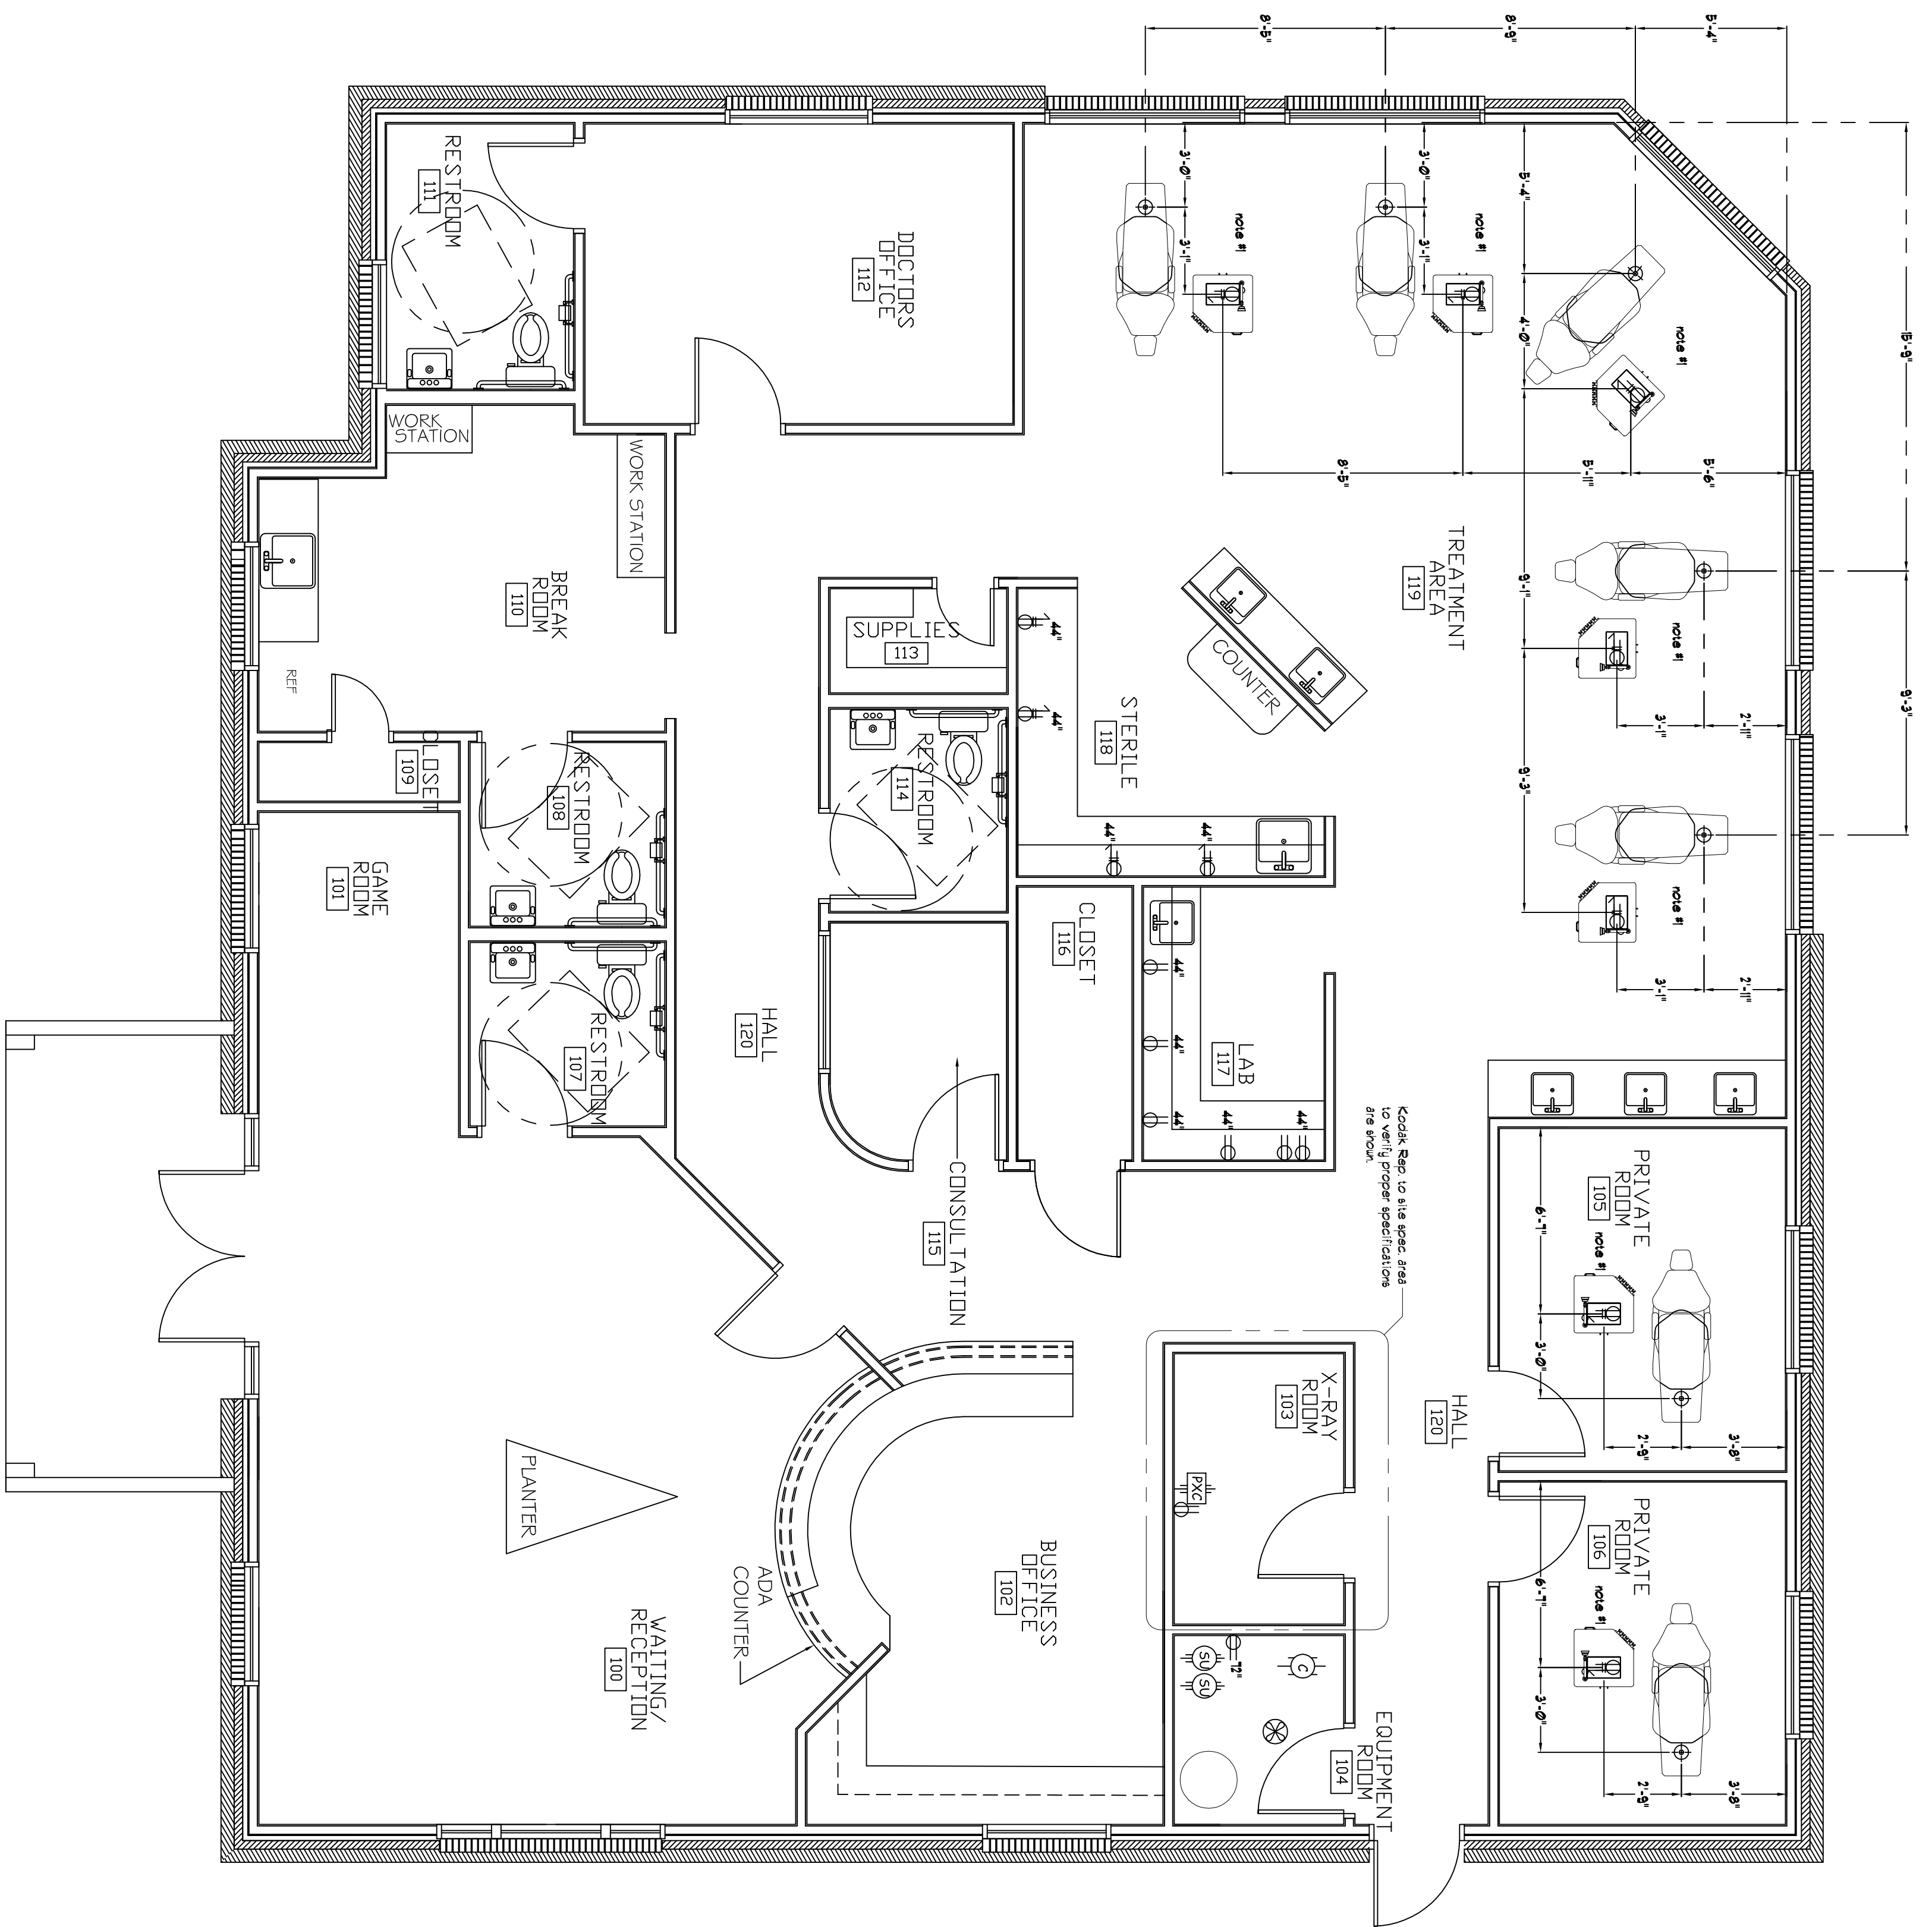 8'-5"
8'-9"
5'-4"
15'-9"
9'-3"
RESTROOM
111
DOCTORS
OFFICE
112
3'-0"
3'-1"
note #1
3'-0"
3'-1"
note #1
5'-4"
4'-0"
note #1
8'-5"
5'-11"
5'-6"
WORK
STATION
WORK STATION
BREAK
ROOM
110
REF
SUPPLIES
113
44"
44"
COUNTER
TREATMENT
AREA
119
9'-1"
note #1
3'-1"
2'-11"
9'-3"
note #1
3'-1"
2'-11"
CLOSET
109
RESTROOM
108
RESTROOM
114
STERILE
118
44"
44"
GAME
ROOM
101
RESTROOM
107
HALL
120
CLOSET
116
44"
44"
44"
44"
44"
LAB
117
CONSULTATION
115
Kodak Rep. to site spec. area
to verify proper specifications
are shown.
PRIVATE
ROOM
105
6'-7"
note #1
3'-0"
2'-9"
3'-8"
X-RAY
ROOM
103
PXC
HALL
120
PRIVATE
ROOM
106
6'-7"
note #1
3'-0"
2'-9"
3'-8"
PLANTER
ADA
COUNTER
BUSINESS
OFFICE
102
WAITING/
RECEPTION
100
SU
SU
72"
C
EQUIPMENT
ROOM
104